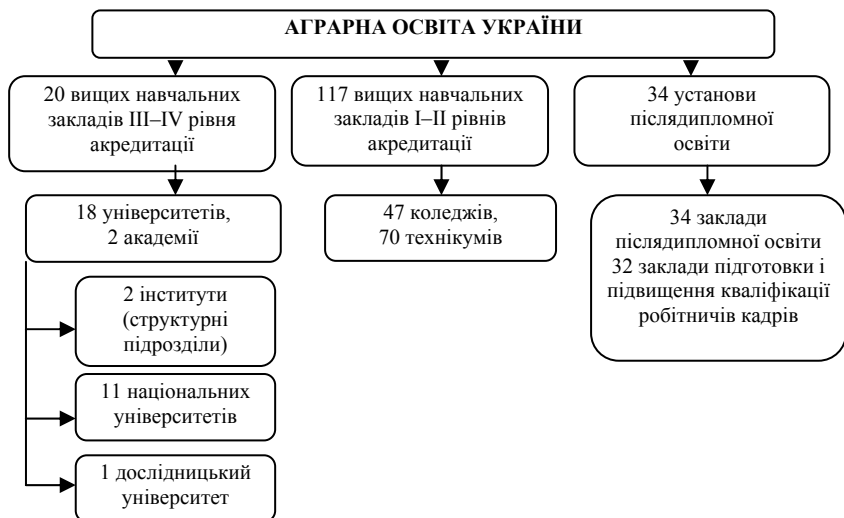 АГРАРНА ОСВІТА УКРАЇНИ
20 вищих навчальних
закладів III–IV рівня
акредитації
117 вищих навчальних
закладів I–II рівнів
акредитації
34 установи
післядипломної
освіти
18 університетів,
2 академії
47 коледжів,
70 технікумів
34 заклади
післядипломної освіти
32 заклади підготовки і
підвищення кваліфікації
робітничів кадрів
2 інститути
(структурні
підрозділи)
11 національних
університетів
1 дослідницький
університет